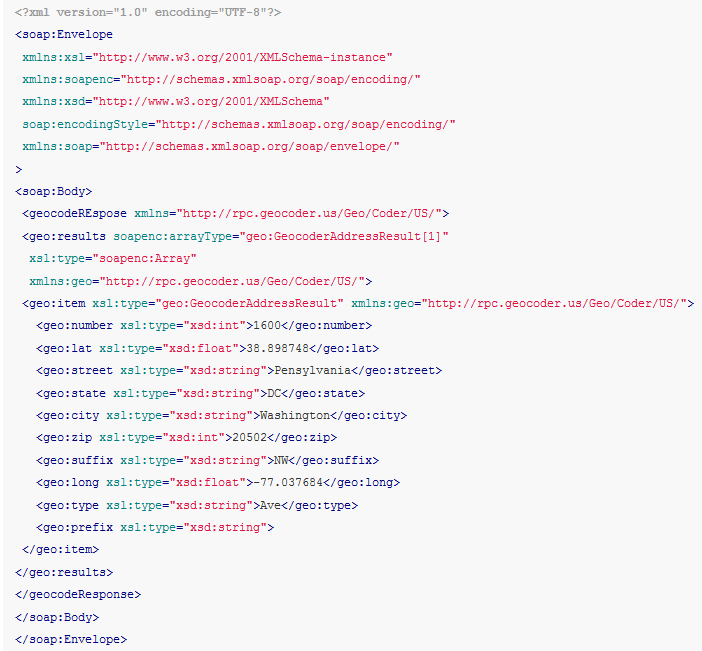 <?xml version="1.0" encoding="UTF-8"?>
<soap:Envelope
xmlns:xsl="http://www.w3.org/2001/XMLSchema-instance"
xmlns:soapenc="http://schemas.xmlsoap.org/soap/encoding/"
xmlns:xsd="http://www.w3.org/2001/XMLSchema"
soap:encodingStyle="http://schemas.xmlsoap.org/soap/encoding/"
xmlns:soap="http://schemas.xmlsoap.org/soap/envelope/"
>
<soap:Body>
<geocodeREspose xmlns="http://rpc.geocoder.us/Geo/Coder/US/">
<geo:results soapenc:arrayType="geo:GeocoderAddressResult[1]"
xsl:type="soapenc:Array"
xmlns:geo="http://rpc.geocoder.us/Geo/Coder/US/">
<geo:item xsl:type="geo:GeocoderAddressResult" xmlns:geo="http://rpc.geocoder.us/Geo/Coder/US/">
<geo:number xsl:type="xsd:int">1600</geo:number>
<geo:lat xsl:type="xsd:float">38.898748</geo:lat>
<geo:street xsl:type="xsd:string">Pensylvania</geo:street>
<geo:state xsl:type="xsd:string">DC</geo:state>
<geo:city xsl:type="xsd:string">Washington</geo:city>
<geo:zip xsl:type="xsd:int">20502</geo:zip>
<geo:suffix xsl:type="xsd:string">NW</geo:suffix>
<geo:long xsl:type="xsd:float">-77.037684</geo:long>
<geo:type xsl:type="xsd:string">Ave</geo:type>
<geo:prefix xsl:type="xsd:string">
</geo:item>
</geo:results>
</geocodeResponse>
</soap:Body>
</soap:Envelope>